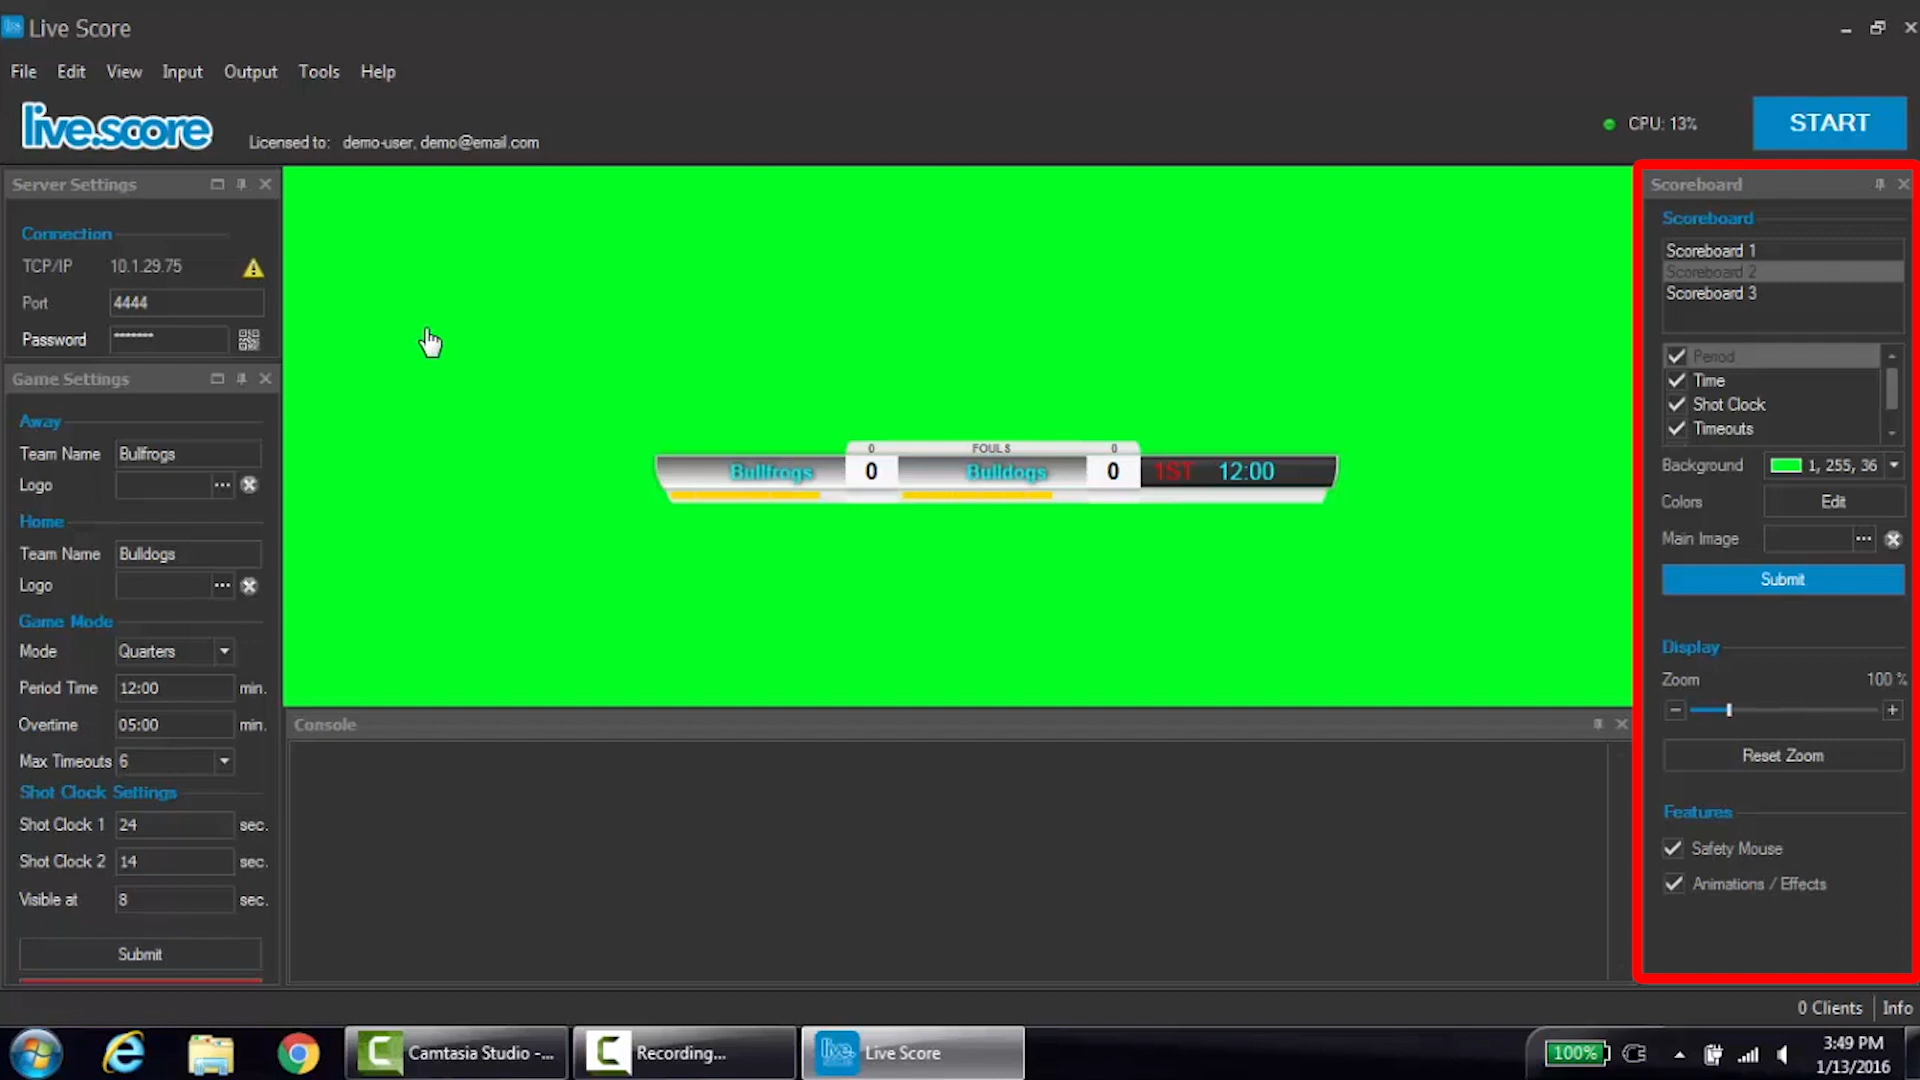 Live Score
File Edit View Input Output Tools Help
live.score
Licensed to: demo-user, demo@email.com
CPU: 13%
START
Server Settings
Connection
TCP/IP 10.1.29.75
Port 4444
Password *******
Game Settings
Away
Team Name Bullfrogs
Logo ...
Home
Team Name Bulldogs
Logo ...
Game Mode
Mode Quarters
Period Time 12:00 min.
Overtime 05:00 min.
Max Timeouts 6
Shot Clock Settings
Shot Clock 1 24 sec.
Shot Clock 2 14 sec.
Visible at 8 sec.
Submit
0 FOULS 0
Bullfrogs 0 Bulldogs 0 1ST 12:00
Console
Scoreboard
Scoreboard
Scoreboard 1
Scoreboard 2
Scoreboard 3
Period
Time
Shot Clock
Timeouts
Background 1, 255, 36
Colors Edit
Main Image ...
Submit
Display
Zoom 100 %
Reset Zoom
Features
Safety Mouse
Animations / Effects
0 Clients Info
Camtasia Studio -...
Recording...
live. Live Score
100%
3:49 PM
1/13/2016